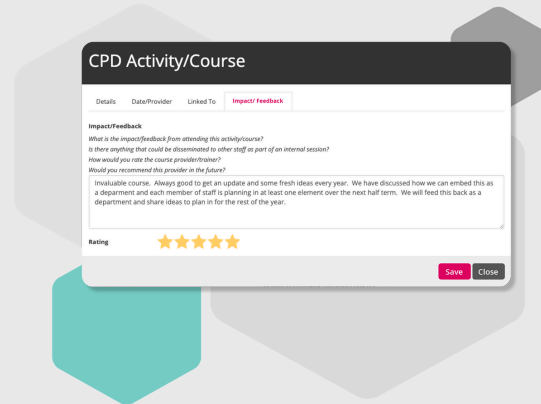 CPD Activity/Course
Details Date/Provider Linked To Impact/ Feedback
Impact/Feedback
What is the impact/feedback from attending this activity/course?
Is there anything that could be disseminated to other staff as part of an internal session?
How would you rate the course provider/trainer?
Would you recommend this provider in the future?
Invaluable course. Always good to get an update and some fresh ideas every year. We have discussed how we can embed this as
a deparment and each member of staff is planning in at least one element over the next half term. We will feed this back as a
department and share ideas to plan in for the rest of the year.
Rating
Save Close